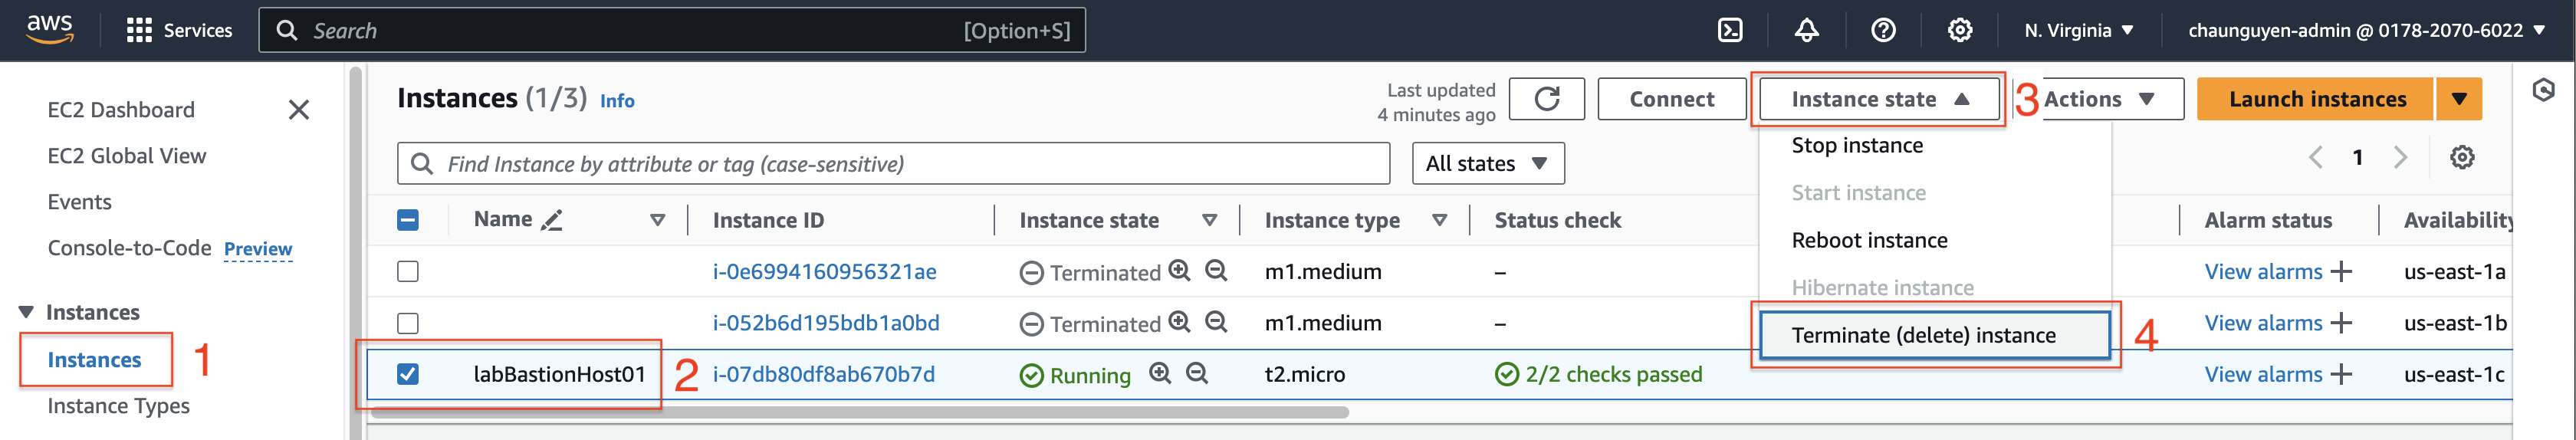 aws Services Search [Option+S] N. Virginia chaunguyen-admin @ 0178-2070-6022
EC2 Dashboard
EC2 Global View
Events
Console-to-Code Preview
Instances
Instances 1
Instance Types
Instances (1/3) Info Last updated 4 minutes ago Connect Instance state 3 Actions Launch instances
Find Instance by attribute or tag (case-sensitive) All states 1
Stop instance
Start instance
Reboot instance
Hibernate instance
Terminate (delete) instance 4
Name Instance ID Instance state Instance type Status check Alarm status Availability
i-0e6994160956321ae Terminated m1.medium – View alarms us-east-1a
i-052b6d195bdb1a0bd Terminated m1.medium – View alarms us-east-1b
labBastionHost01 2 i-07db80df8ab670b7d Running t2.micro 2/2 checks passed View alarms us-east-1c